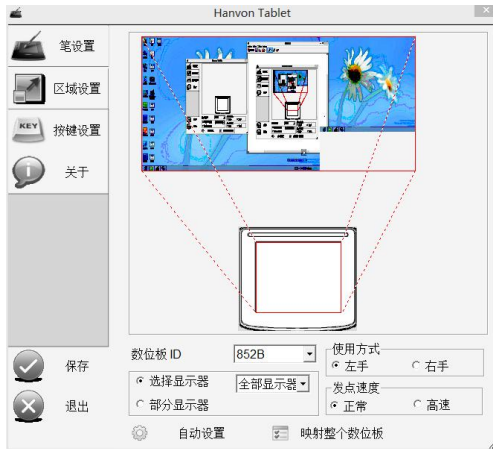 Hanvon Tablet
笔设置
区域设置
KEY 按键设置
关于
保存
退出
数位板 ID 852B
使用方式
左手 右手
选择显示器 全部显示器
部分显示器
发点速度
正常 高速
自动设置 映射整个数位板